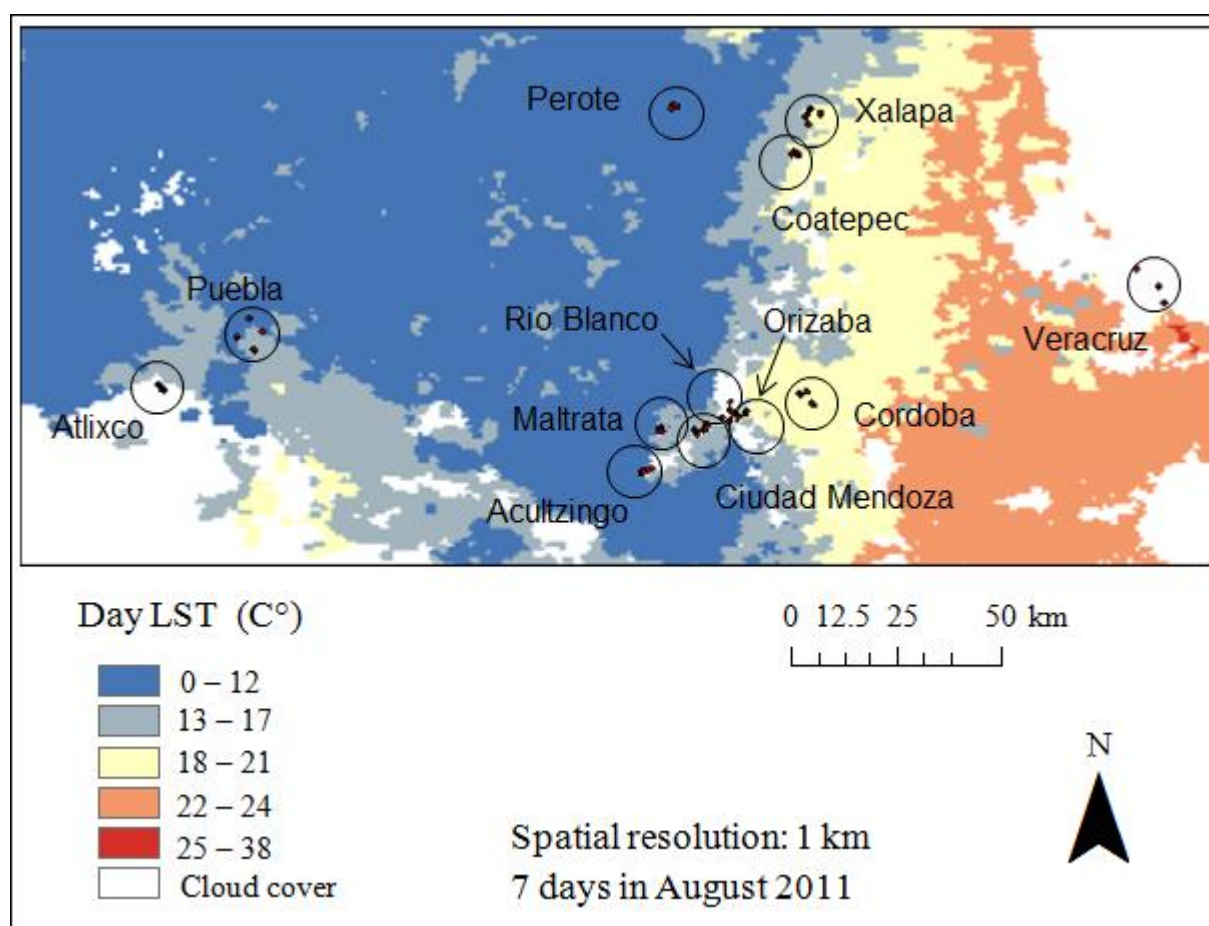 Perote
Xalapa
Coatepec
Puebla
Rio Blanco
Orizaba
Veracruz
Atlixco
Maltrata
Cordoba
Acultzingo
Ciudad Mendoza
Day LST (C°)
0 – 12
13 – 17
18 – 21
22 – 24
25 – 38
Cloud cover
0 12.5 25 50 km
N
Spatial resolution: 1 km
7 days in August 2011